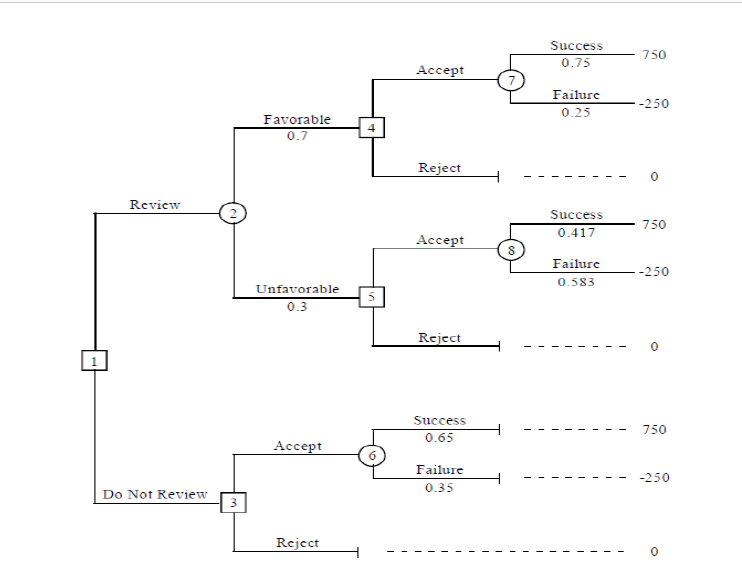 Success
750
0.75
Accept
7
Failure
-250
0.25
Favorable
4
0.7
Reject
0
Review
2
Success
750
0.417
Accept
8
Failure
-250
0.583
Unfavorable
5
0.3
Reject
0
1
Success
750
0.65
Accept
6
Failure
-250
0.35
Do Not Review
3
Reject
0